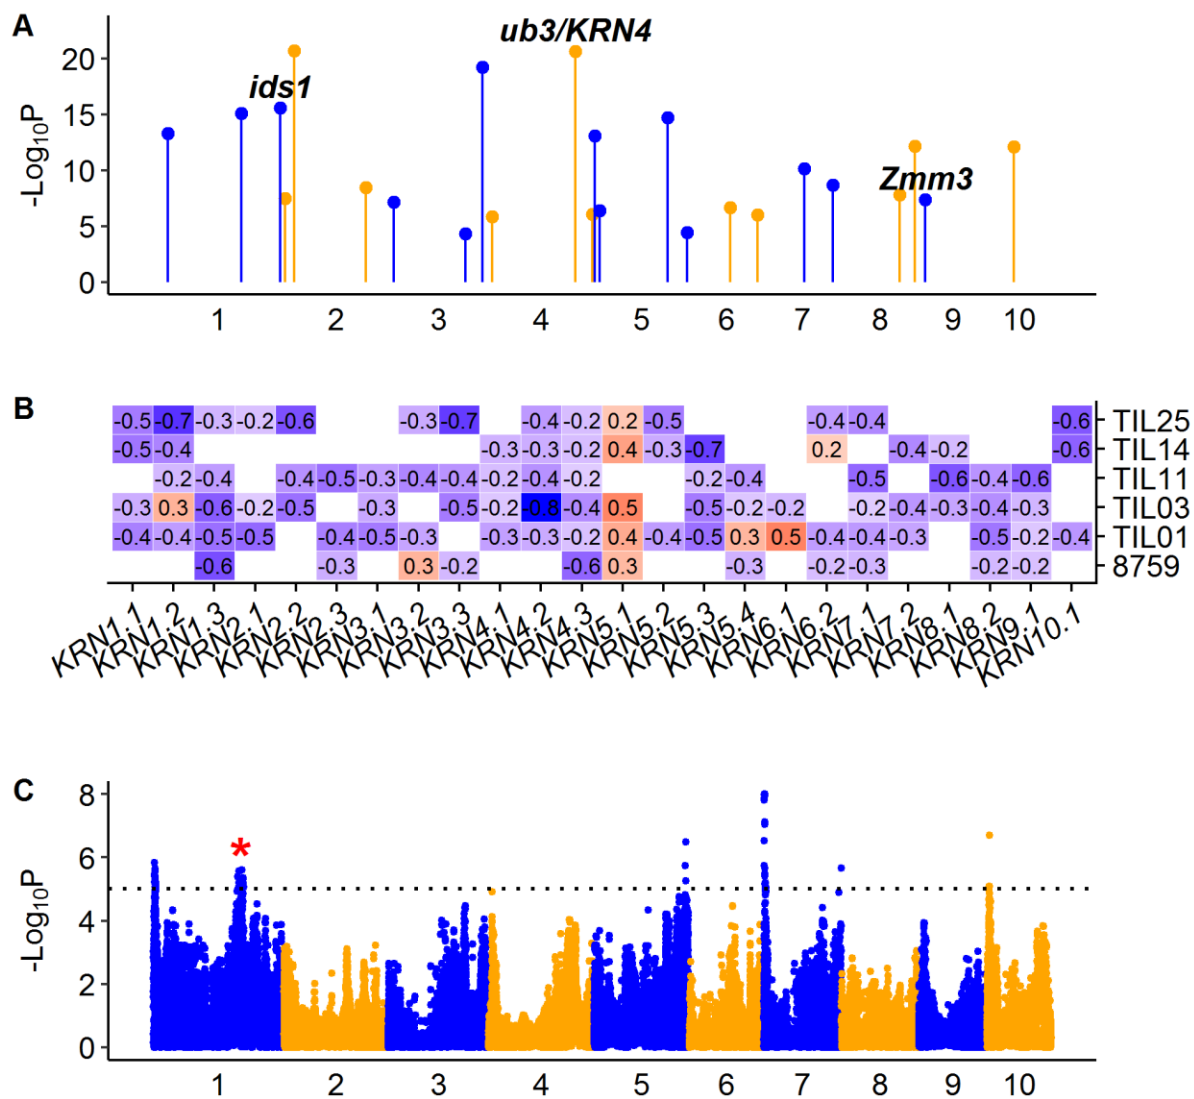 A
ub3/KRN4
20
ids1
15
-Log10P
10
Zmm3
5
0
1 2 3 4 5 6 7 8 9 10
B
-0.5 -0.7 -0.3 -0.2 -0.6 -0.3 -0.7 -0.4 -0.2 0.2 -0.5 -0.4 -0.4 -0.6 TIL25
-0.5 -0.4 -0.3 -0.3 -0.2 0.4 -0.3 -0.7 0.2 -0.4 -0.2 -0.6 TIL14
-0.2 -0.4 -0.4 -0.5 -0.3 -0.4 -0.4 -0.2 -0.4 -0.2 -0.2 -0.4 -0.5 -0.6 -0.4 -0.6 TIL11
-0.3 0.3 -0.6 -0.2 -0.5 -0.3 -0.5 -0.2 -0.8 -0.4 0.5 -0.5 -0.2 -0.2 -0.2 -0.4 -0.3 -0.4 -0.3 TIL03
-0.4 -0.4 -0.5 -0.5 -0.4 -0.5 -0.3 -0.3 -0.3 -0.2 0.4 -0.4 -0.5 0.3 0.5 -0.4 -0.4 -0.3 -0.5 -0.2 -0.4 TIL01
-0.6 -0.3 0.3 -0.2 -0.6 0.3 -0.3 -0.2 -0.3 -0.2 -0.2 8759
KRN1.1 KRN1.2 KRN1.3 KRN2.1 KRN2.2 KRN2.3 KRN3.1 KRN3.2 KRN3.3 KRN4.1 KRN4.2 KRN4.3 KRN5.1 KRN5.2 KRN5.3 KRN5.4 KRN6.1 KRN6.2 KRN7.1 KRN7.2 KRN8.1 KRN8.2 KRN9.1 KRN10.1
C
8
6
*
-Log10P
4
2
0
1 2 3 4 5 6 7 8 9 10